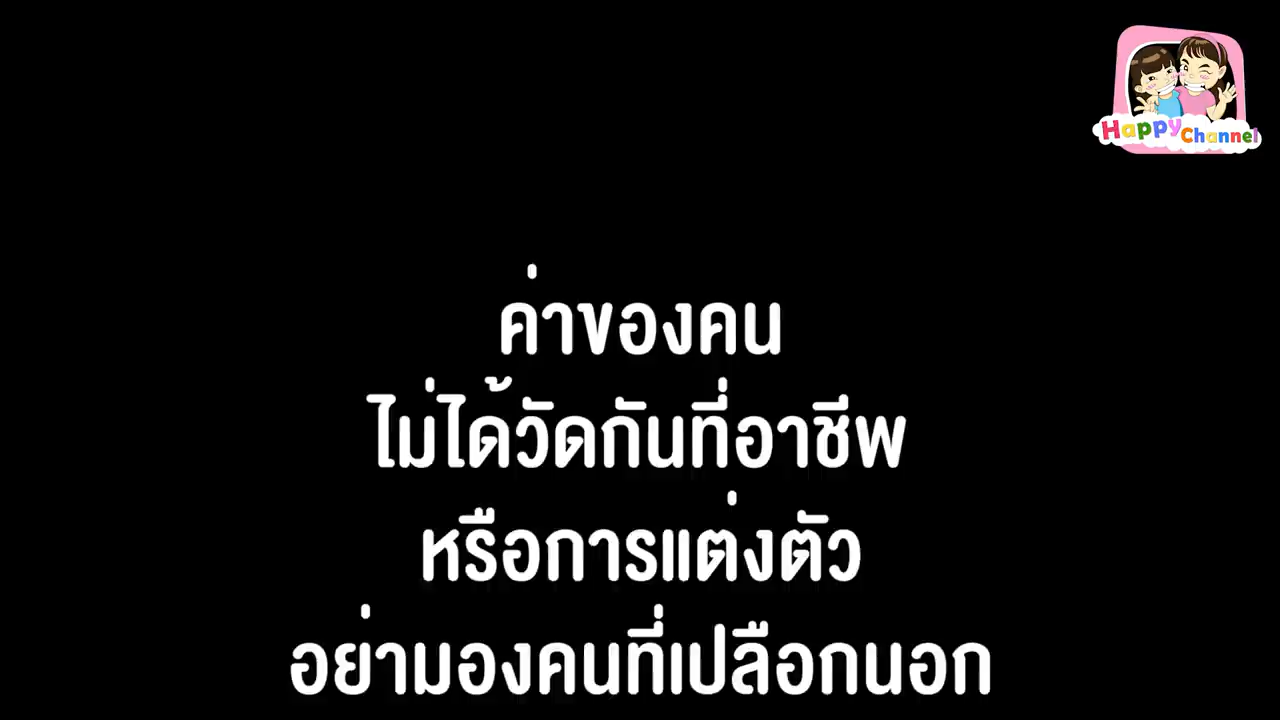 Happy Channel
ค่าของคน
ไม่ได้วัดกันที่อาชีพ
หรือการแต่งตัว
อย่ามองคนที่เปลือกนอก